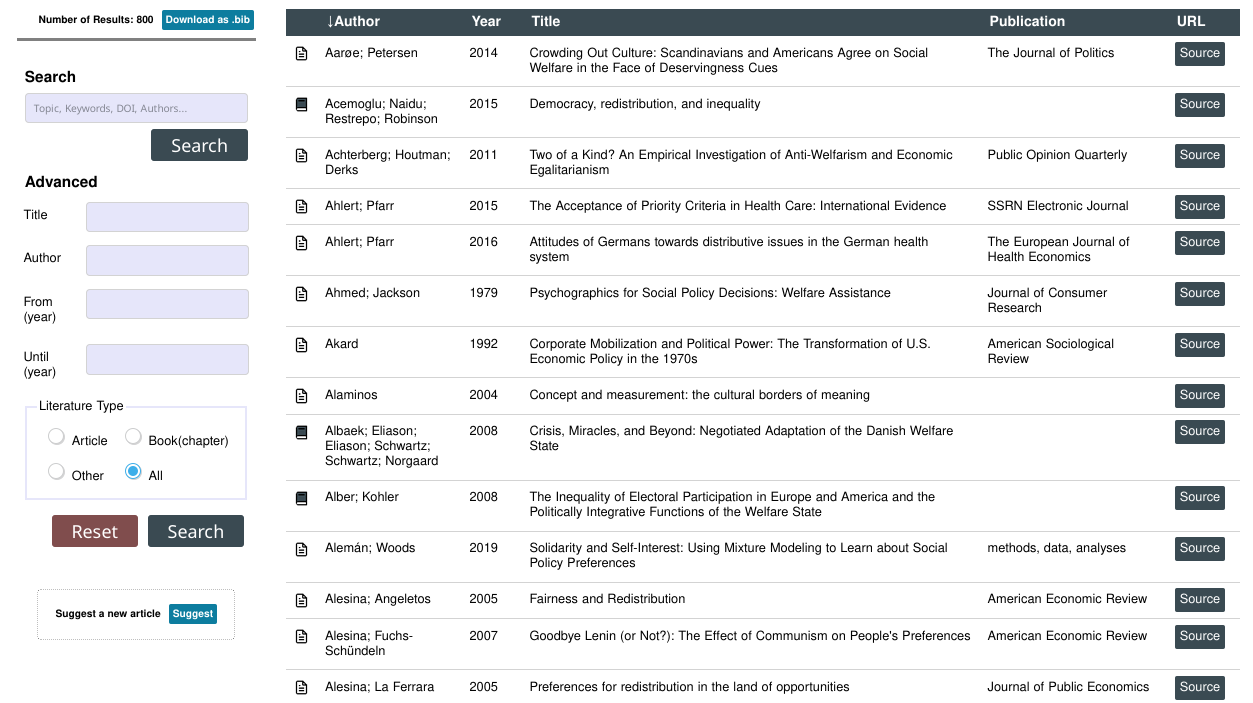 Number of Results: 800 Download as .bib
Search
Topic, Keywords, DOI, Authors...
Search
Advanced
Title
Author
From
(year)
Until
(year)
Literature Type
Article Book(chapter)
Other All
Reset Search
Suggest a new article Suggest
↓Author Year Title Publication URL
Aarøe; Petersen 2014 Crowding Out Culture: Scandinavians and Americans Agree on Social The Journal of Politics Source
Welfare in the Face of Deservingness Cues
Acemoglu; Naidu; 2015 Democracy, redistribution, and inequality Source
Restrepo; Robinson
Achterberg; Houtman; 2011 Two of a Kind? An Empirical Investigation of Anti-Welfarism and Economic Public Opinion Quarterly Source
Derks Egalitarianism
Ahlert; Pfarr 2015 The Acceptance of Priority Criteria in Health Care: International Evidence SSRN Electronic Journal Source
Ahlert; Pfarr 2016 Attitudes of Germans towards distributive issues in the German health The European Journal of Source
system Health Economics
Ahmed; Jackson 1979 Psychographics for Social Policy Decisions: Welfare Assistance Journal of Consumer Source
Research
Akard 1992 Corporate Mobilization and Political Power: The Transformation of U.S. American Sociological Source
Economic Policy in the 1970s Review
Alaminos 2004 Concept and measurement: the cultural borders of meaning Source
Albaek; Eliason; 2008 Crisis, Miracles, and Beyond: Negotiated Adaptation of the Danish Welfare Source
Eliason; Schwartz; State
Schwartz; Norgaard
Alber; Kohler 2008 The Inequality of Electoral Participation in Europe and America and the Source
Politically Integrative Functions of the Welfare State
Alemán; Woods 2019 Solidarity and Self-Interest: Using Mixture Modeling to Learn about Social methods, data, analyses Source
Policy Preferences
Alesina; Angeletos 2005 Fairness and Redistribution American Economic Review Source
Alesina; Fuchs- 2007 Goodbye Lenin (or Not?): The Effect of Communism on People's Preferences American Economic Review Source
Schündeln
Alesina; La Ferrara 2005 Preferences for redistribution in the land of opportunities Journal of Public Economics Source